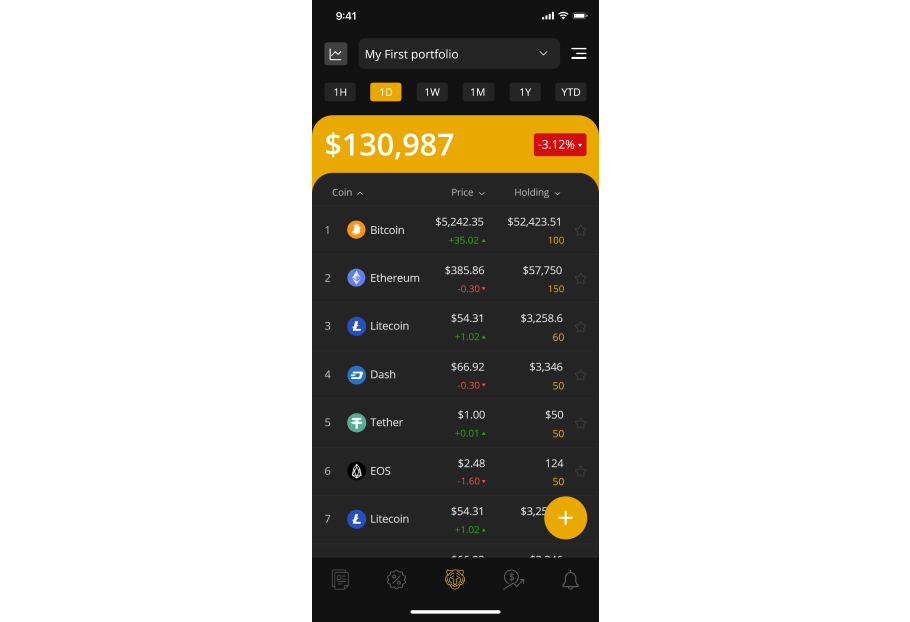 9:41
My First portfolio
1H 1D 1W 1M 1Y YTD
$130,987 -3.12%
Coin Price Holding
1 Bitcoin $5,242.35 $52,423.51
+35.02 100
2 Ethereum $385.86 $57,750
-0.30 150
3 Litecoin $54.31 $3,258.6
+1.02 60
4 Dash $66.92 $3,346
-0.30 50
5 Tether $1.00 $50
+0.01 50
6 EOS $2.48 124
-1.60 50
7 Litecoin $54.31 $3,25
+1.02